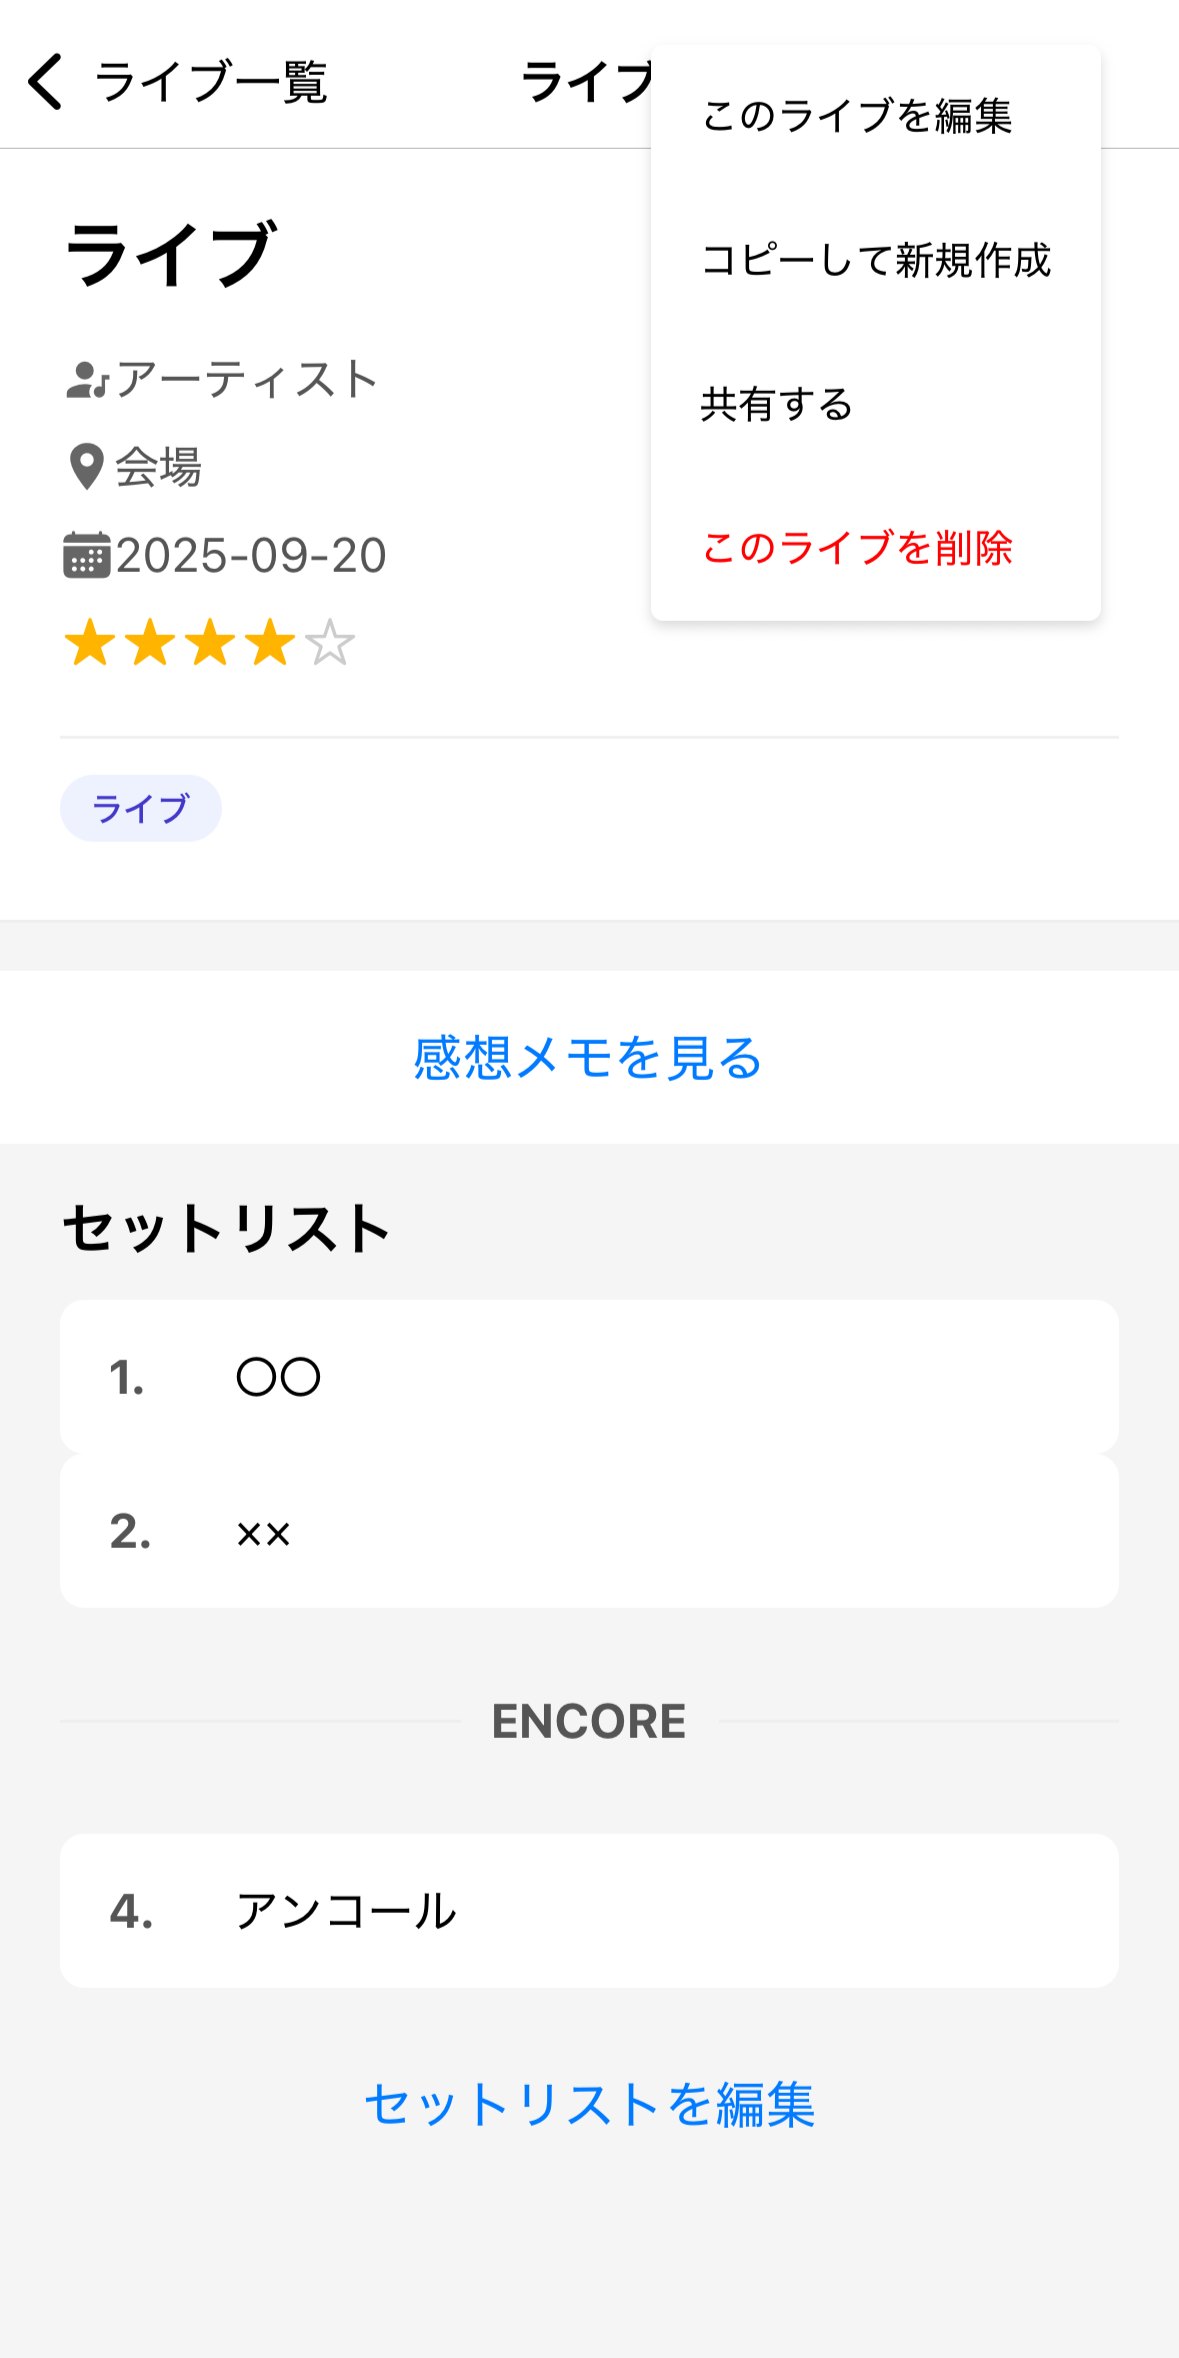 ライブ一覧
ライブ
このライブを編集
コピーして新規作成
共有する
このライブを削除
ライブ
アーティスト
会場
2025-09-20
ライブ
感想メモを見る
セットリスト
1. 〇〇
2. ××
ENCORE
4. アンコール
セットリストを編集